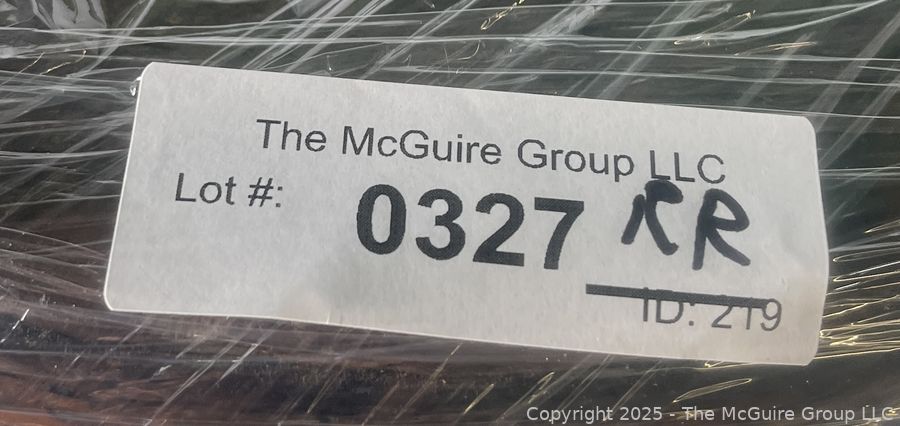 The McGuire Group LLC
Lot #:
0327 RR
ID: 219
Copyright 2025 - The McGuire Group LLC